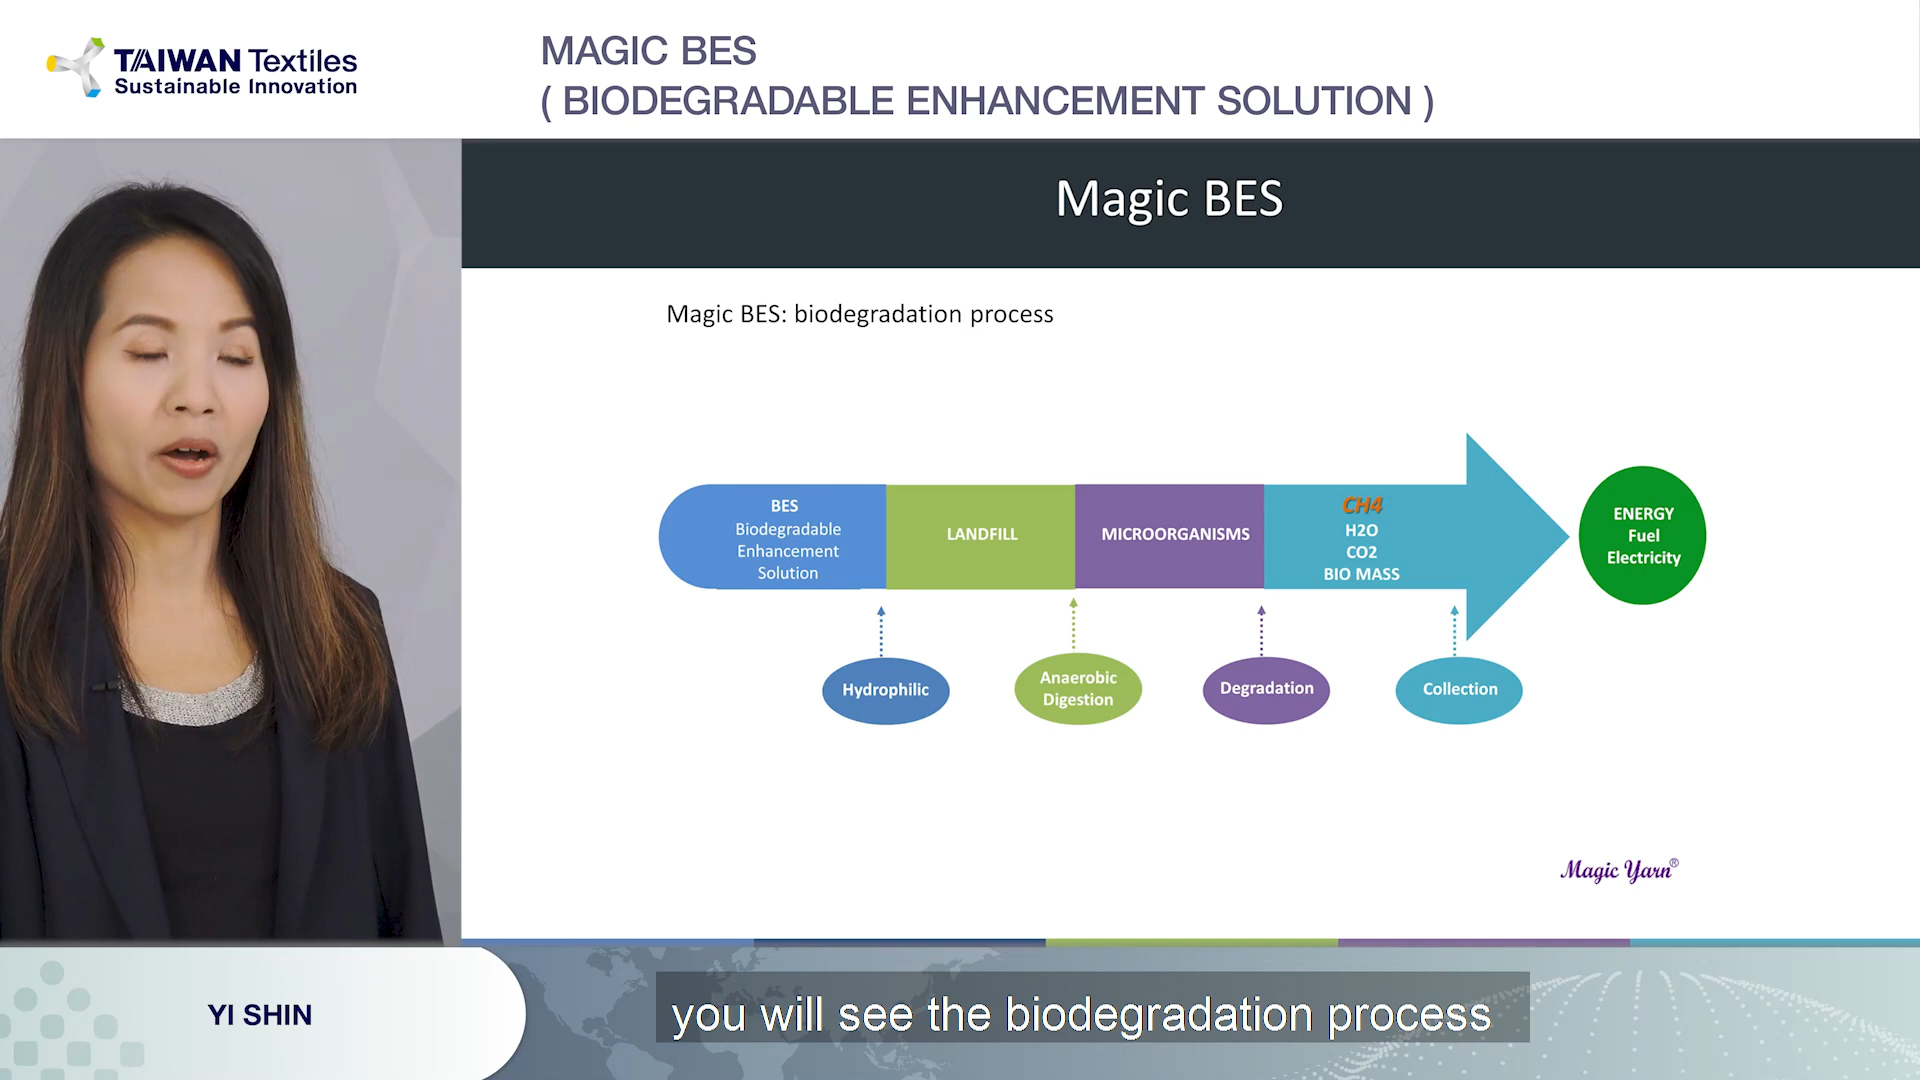 TAIWAN Textiles
Sustainable Innovation
MAGIC BES
( BIODEGRADABLE ENHANCEMENT SOLUTION )
Magic BES
Magic BES: biodegradation process
BES
Biodegradable
Enhancement
Solution
LANDFILL
MICROORGANISMS
CH4
H2O
CO2
BIO MASS
ENERGY
Fuel
Electricity
Hydrophilic
Anaerobic
Digestion
Degradation
Collection
Magic Yarn®
YI SHIN
you will see the biodegradation process